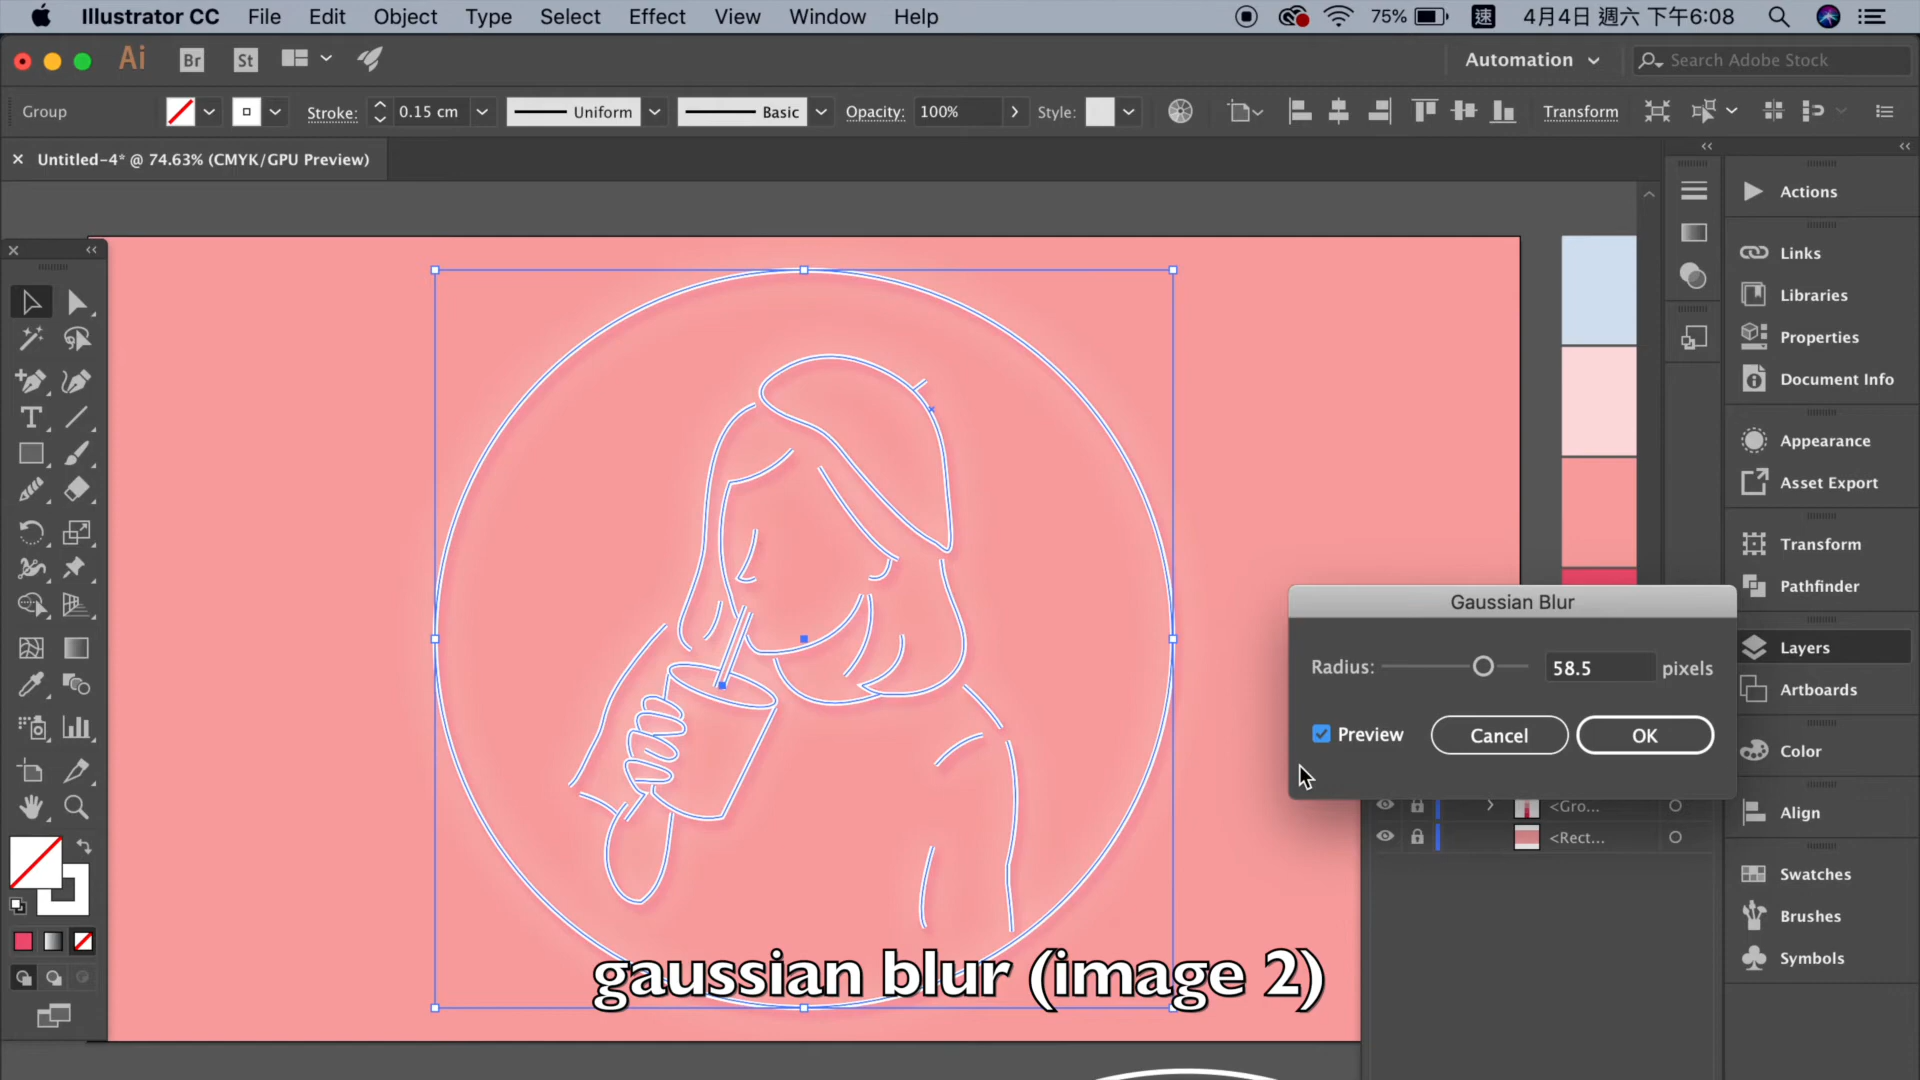 Illustrator CC File Edit Object Type Select Effect View Window Help 75% 速 4月4日 週六 下午6:08
Ai Br St Automation Search Adobe Stock
Group Stroke: 0.15 cm Uniform Basic Opacity: 100% Style: Transform
Untitled-4* @ 74.63% (CMYK/GPU Preview)
Actions
Links
Libraries
Properties
Document Info
Appearance
Asset Export
Transform
Pathfinder
Layers
Artboards
Color
Align
Swatches
Brushes
Symbols
Gaussian Blur
Radius: 58.5 pixels
Preview Cancel OK
<Gro...
<Rect...
gaussian blur (image 2)